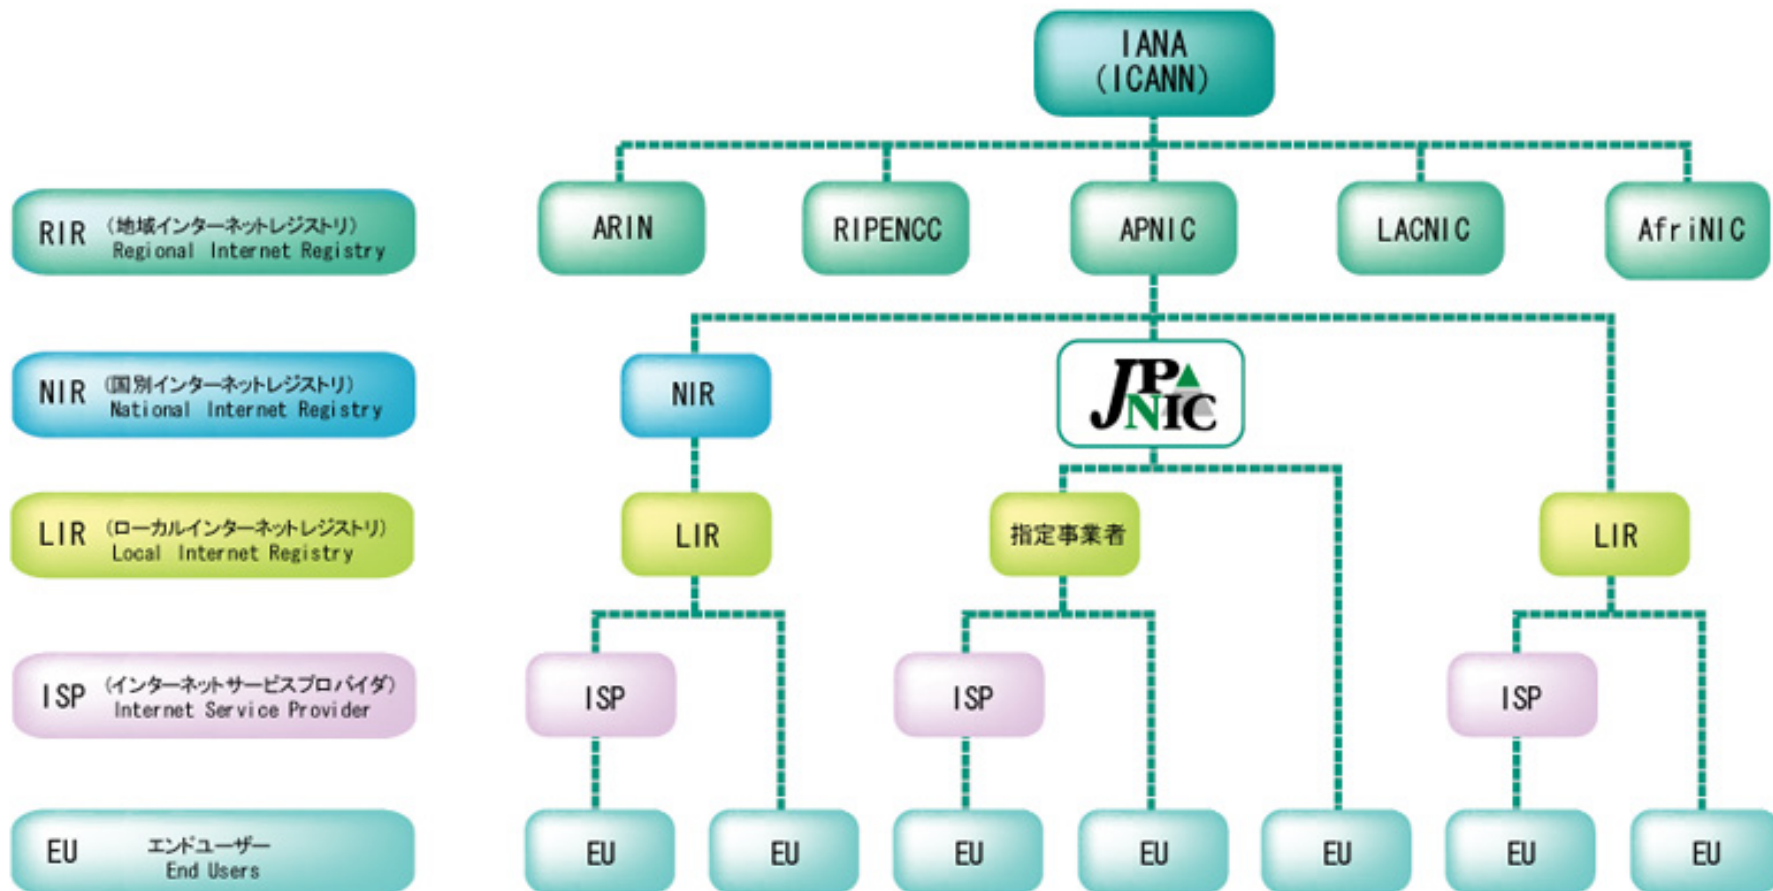 IANA
(ICANN)
RIR (地域インターネットレジストリ)
Regional Internet Registry
ARIN
RIPENCC
APNIC
LACNIC
AfriNIC
NIR (国別インターネットレジストリ)
National Internet Registry
NIR
JPNIC
LIR (ローカルインターネットレジストリ)
Local Internet Registry
LIR
指定事業者
LIR
ISP (インターネットサービスプロバイダ)
Internet Service Provider
ISP
ISP
ISP
EU エンドユーザー
End Users
EU
EU
EU
EU
EU
EU
EU